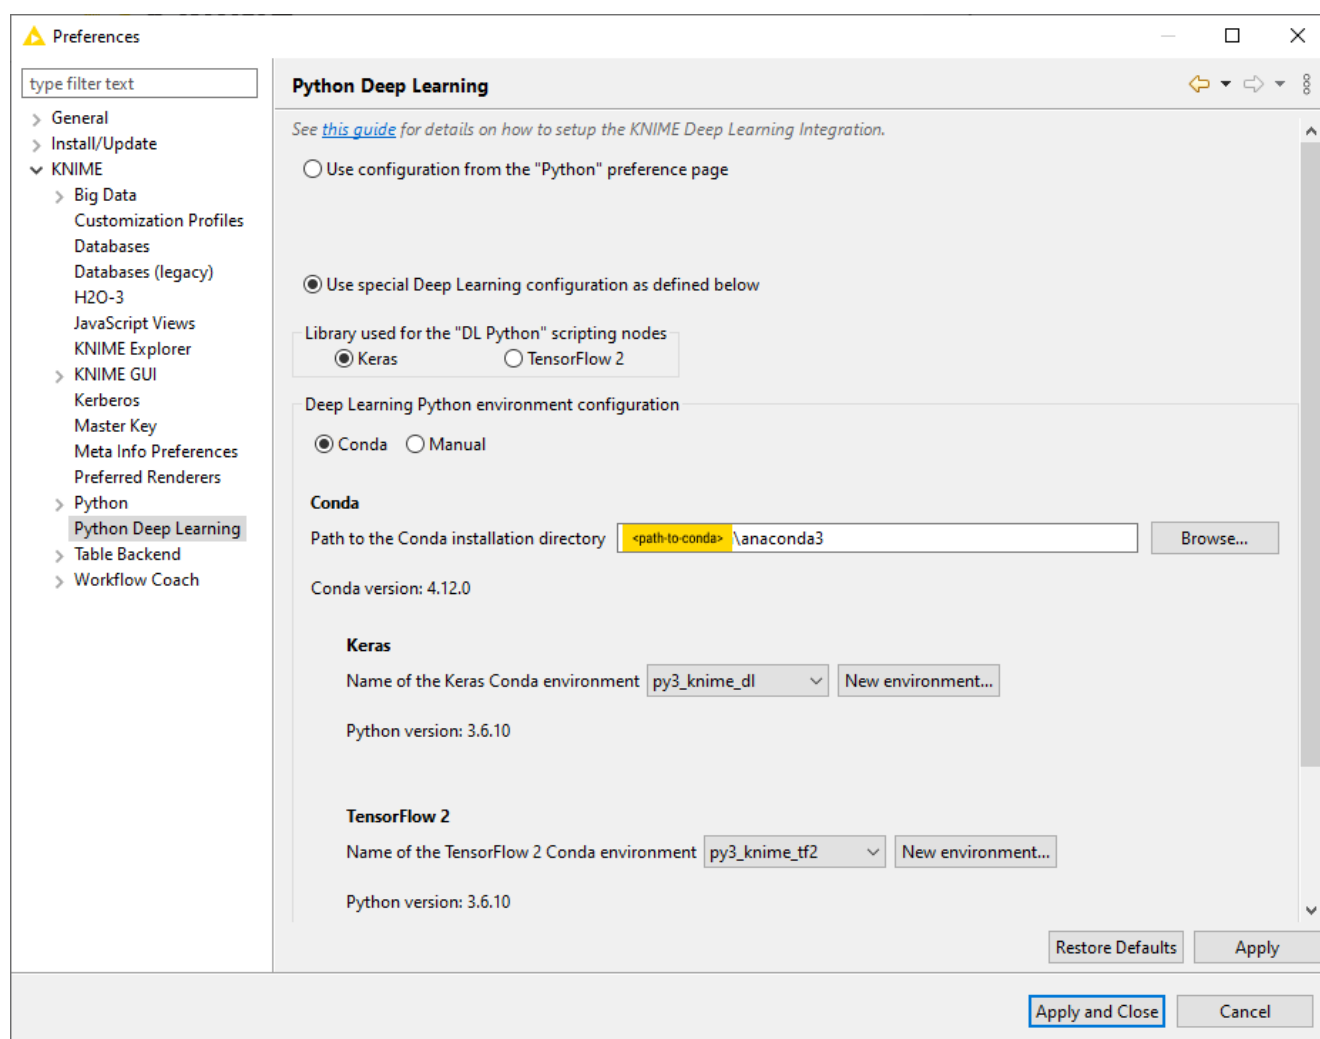 Preferences
type filter text
General
Install/Update
KNIME
Big Data
Customization Profiles
Databases
Databases (legacy)
H2O-3
JavaScript Views
KNIME Explorer
KNIME GUI
Kerberos
Master Key
Meta Info Preferences
Preferred Renderers
Python
Python Deep Learning
Table Backend
Workflow Coach
Python Deep Learning
See this guide for details on how to setup the KNIME Deep Learning Integration.
Use configuration from the "Python" preference page
Use special Deep Learning configuration as defined below
Library used for the "DL Python" scripting nodes
Keras TensorFlow 2
Deep Learning Python environment configuration
Conda Manual
Conda
Path to the Conda installation directory <path-to-conda> \anaconda3 Browse...
Conda version: 4.12.0
Keras
Name of the Keras Conda environment py3_knime_dl New environment...
Python version: 3.6.10
TensorFlow 2
Name of the TensorFlow 2 Conda environment py3_knime_tf2 New environment...
Python version: 3.6.10
Restore Defaults Apply
Apply and Close Cancel